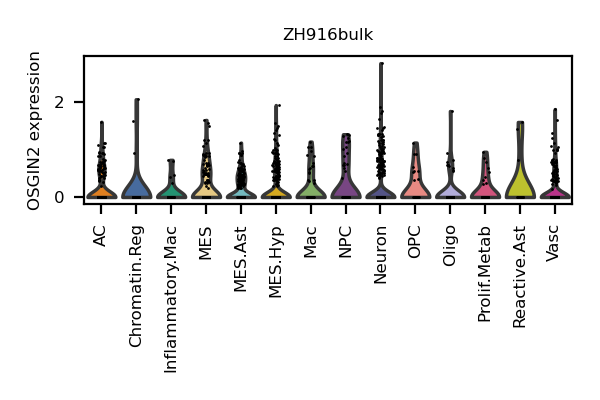 ZH916bulk
OSGIN2 expression
2
0
AC
Chromatin.Reg
Inflammatory.Mac
MES
MES.Ast
MES.Hyp
Mac
NPC
Neuron
OPC
Oligo
Prolif.Metab
Reactive.Ast
Vasc